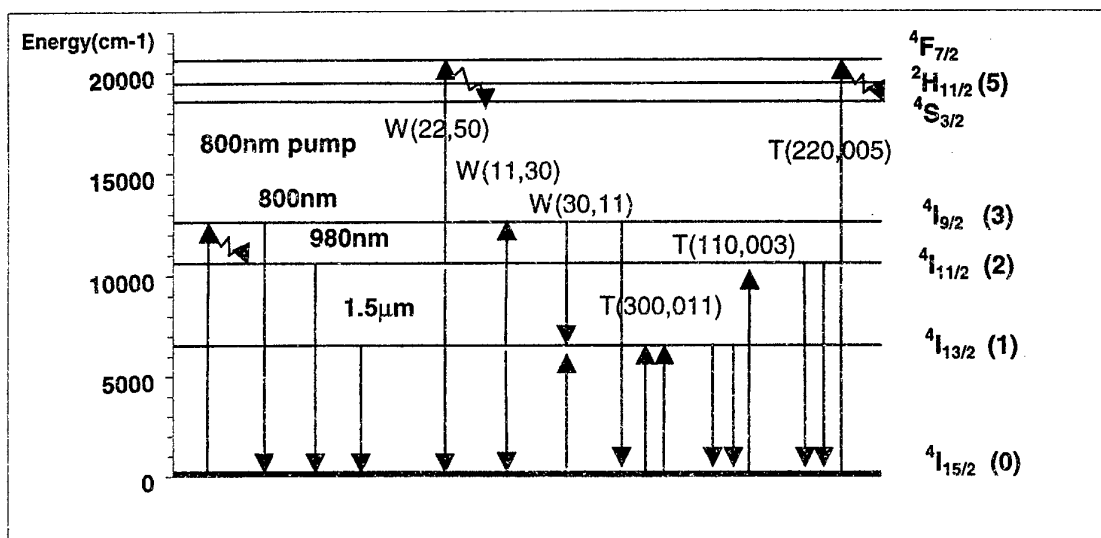 Energy(cm-1)
20000
15000
10000
5000
0
⁴F₇/₂
²H₁₁/₂ (5)
⁴S₃/₂
W(22,50)
T(220,005)
800nm pump
W(11,30)
800nm
W(30,11)
⁴I₉/₂ (3)
980nm
T(110,003)
⁴I₁₁/₂ (2)
1.5μm
T(300,011)
⁴I₁₃/₂ (1)
⁴I₁₅/₂ (0)